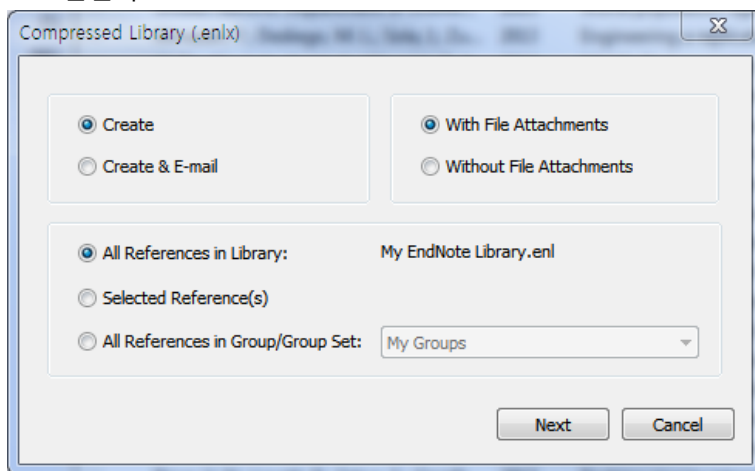 Compressed Library (.enlx)
Create
With File Attachments
Create & E-mail
Without File Attachments
All References in Library: My EndNote Library.enl
Selected Reference(s)
All References in Group/Group Set: My Groups
Next Cancel